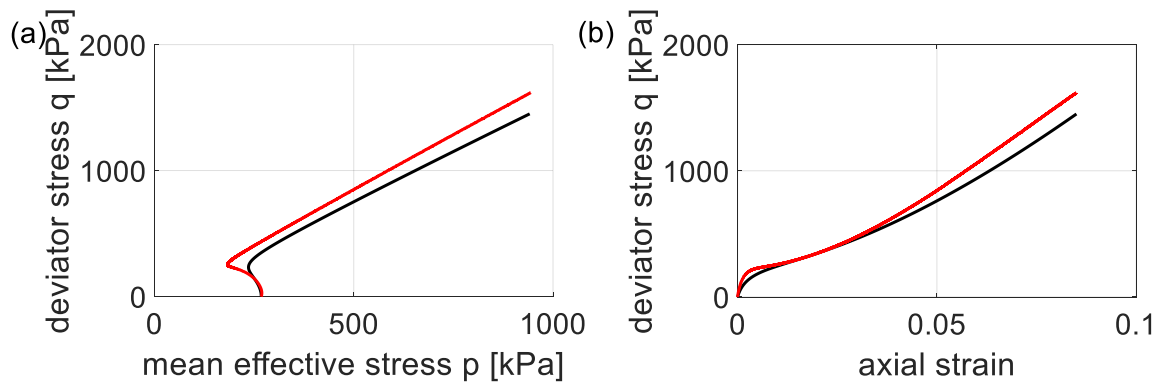 (a)
deviator stress q [kPa]
2000
1000
0
0 500 1000
mean effective stress p [kPa]
(b)
deviator stress q [kPa]
2000
1000
0
0 0.05 0.1
axial strain